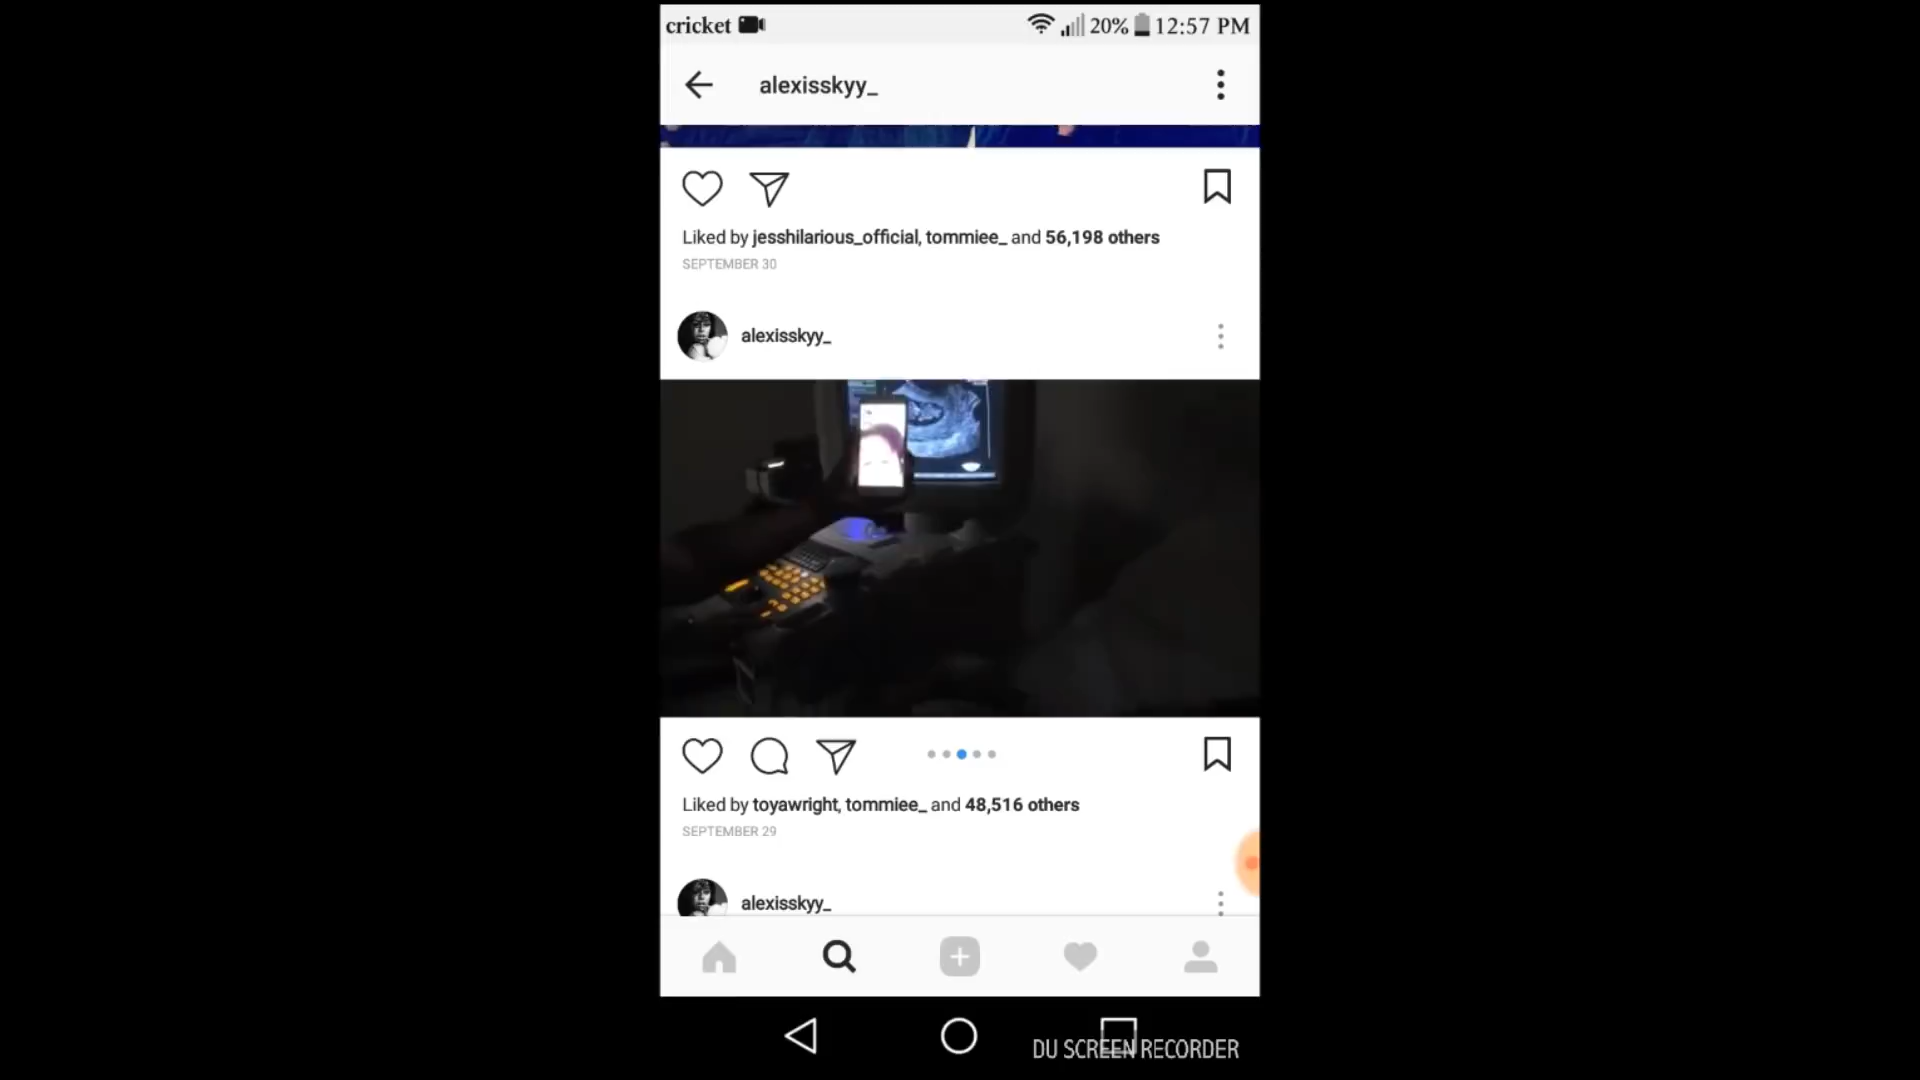 cricket 20% 12:57 PM
alexisskyy_
Liked by jesshilarious_official, tommiee_ and 56,198 others
SEPTEMBER 30
alexisskyy_
Liked by toyawright, tommiee_ and 48,516 others
SEPTEMBER 29
alexisskyy_
DU SCREEN RECORDER